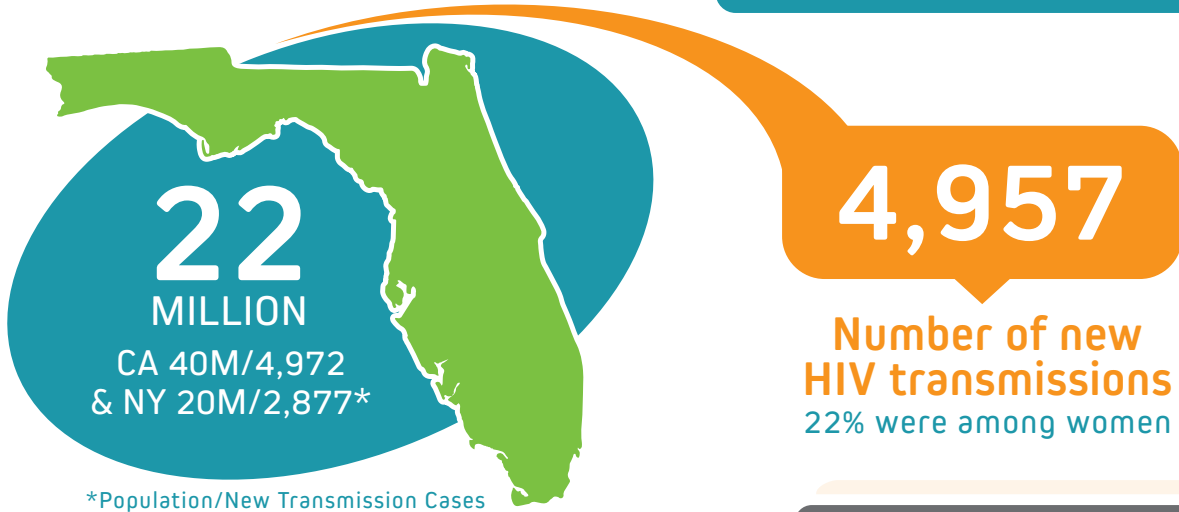 22
MILLION
CA 40M/4,972
& NY 20M/2,877*
*Population/New Transmission Cases
4,957
Number of new
HIV transmissions
22% were among women